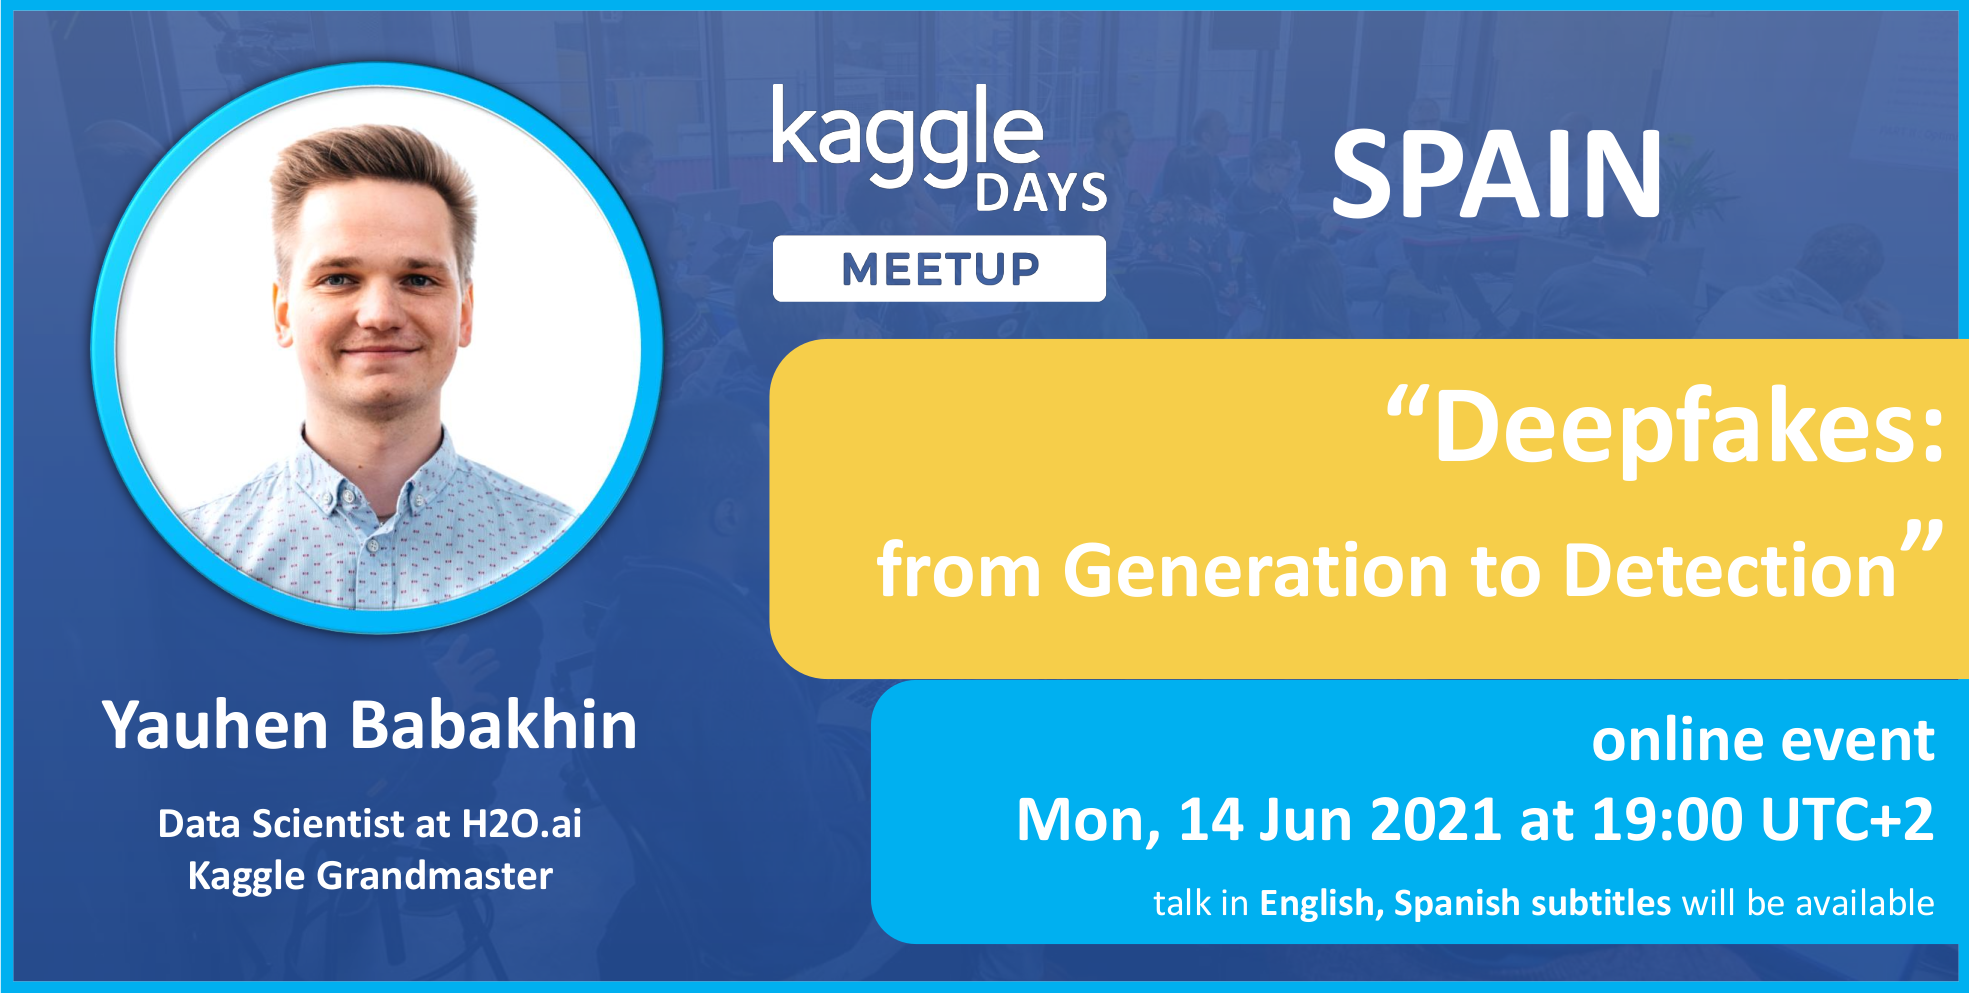 kaggle
DAYS
MEETUP
SPAIN
“Deepfakes:
from Generation to Detection”
Yauhen Babakhin
Data Scientist at H2O.ai
Kaggle Grandmaster
online event
Mon, 14 Jun 2021 at 19:00 UTC+2
talk in English, Spanish subtitles will be available